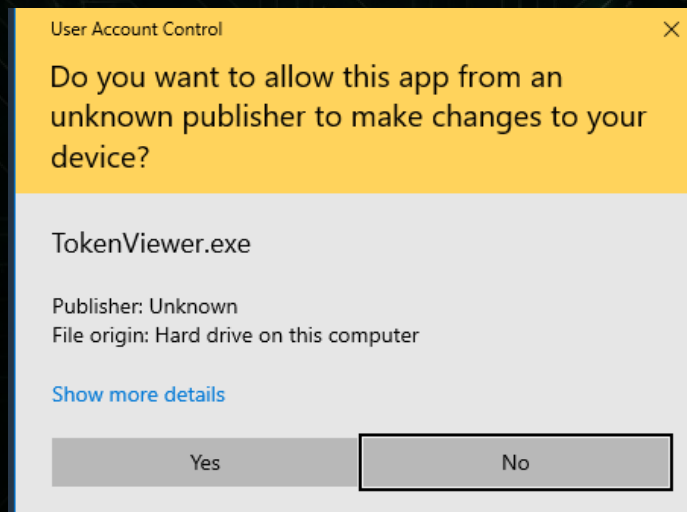 User Account Control
Do you want to allow this app from an
unknown publisher to make changes to your
device?
TokenViewer.exe
Publisher: Unknown
File origin: Hard drive on this computer
Show more details
Yes
No